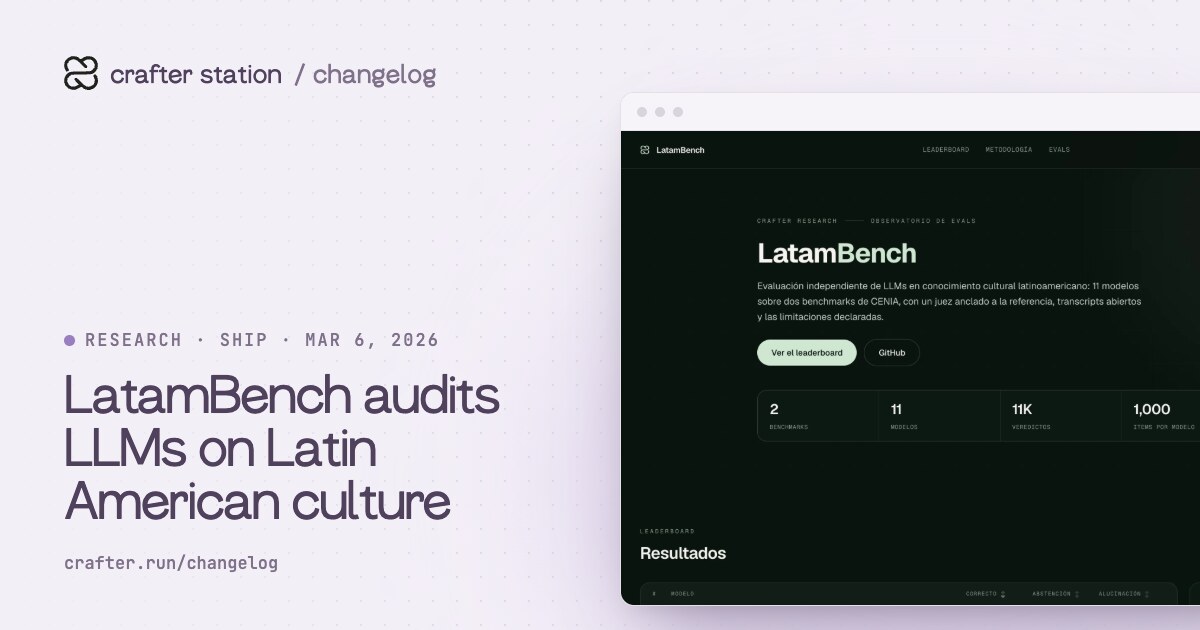 crafter station / changelog
RESEARCH · SHIP · MAR 6, 2026
LatamBench audits
LLMs on Latin
American culture
crafter.run/changelog
LatamBench
LEADERBOARD METODOLOGÍA EVALS
CRAFTER RESEARCH — OBSERVATORIO DE EVALS
LatamBench
Evaluación independiente de LLMs en conocimiento cultural latinoamericano: 11 modelos
sobre dos benchmarks de CENIA, con un juez anclado a la referencia, transcripts abiertos
y las limitaciones declaradas.
Ver el leaderboard GitHub
2 11 11K 1,000
BENCHMARKS MODELOS VEREDICTOS ITEMS POR MODELO
LEADERBOARD
Resultados
# MODELO CORRECTO ABSTENCIÓN ALUCINACIÓN